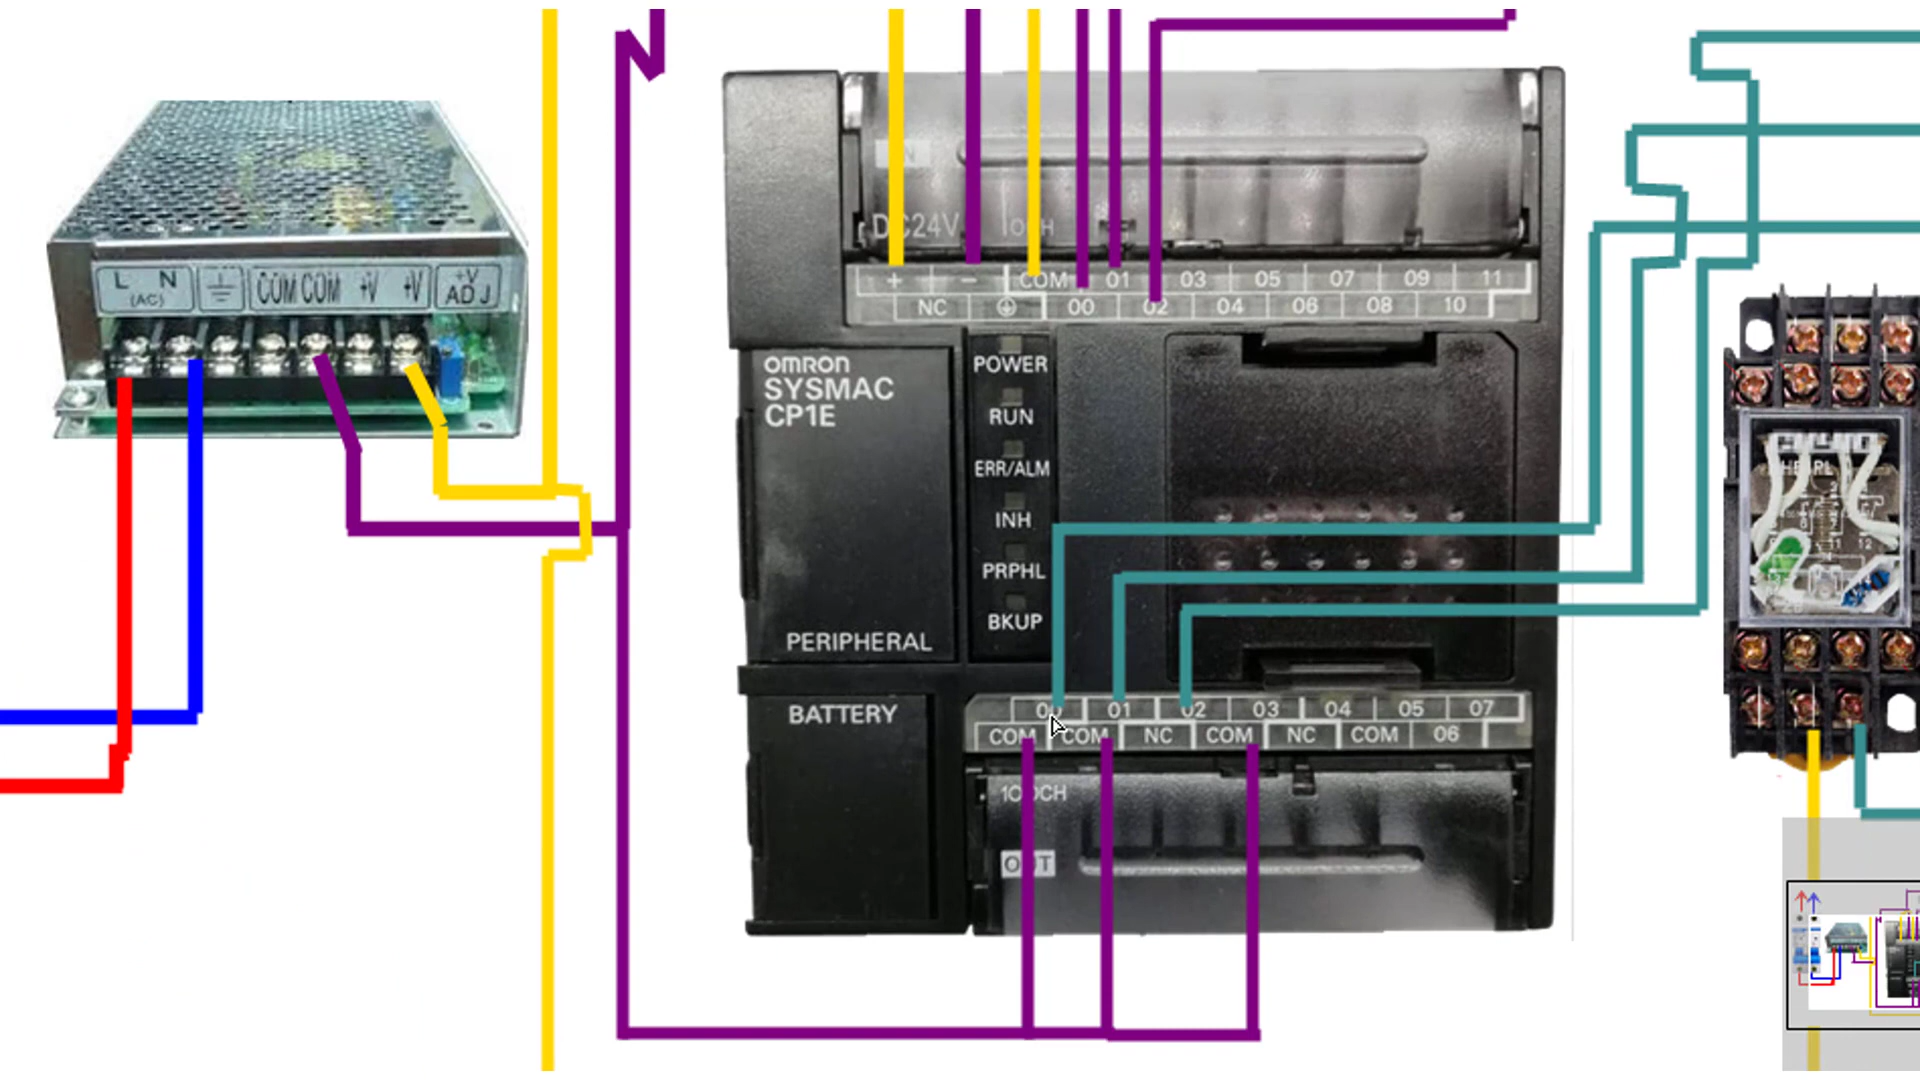 L N
(AC)
COM COM +V +V
+V
ADJ
DC24V
+ − COM 01 03 05 07 09 11
NC 00 02 04 06 08 10
OMRON
SYSMAC
CP1E
POWER
RUN
ERR/ALM
INH
PRPHL
BKUP
PERIPHERAL
BATTERY
00 01 02 03 04 05 07
COM COM NC COM NC COM 06
100CH
OUT